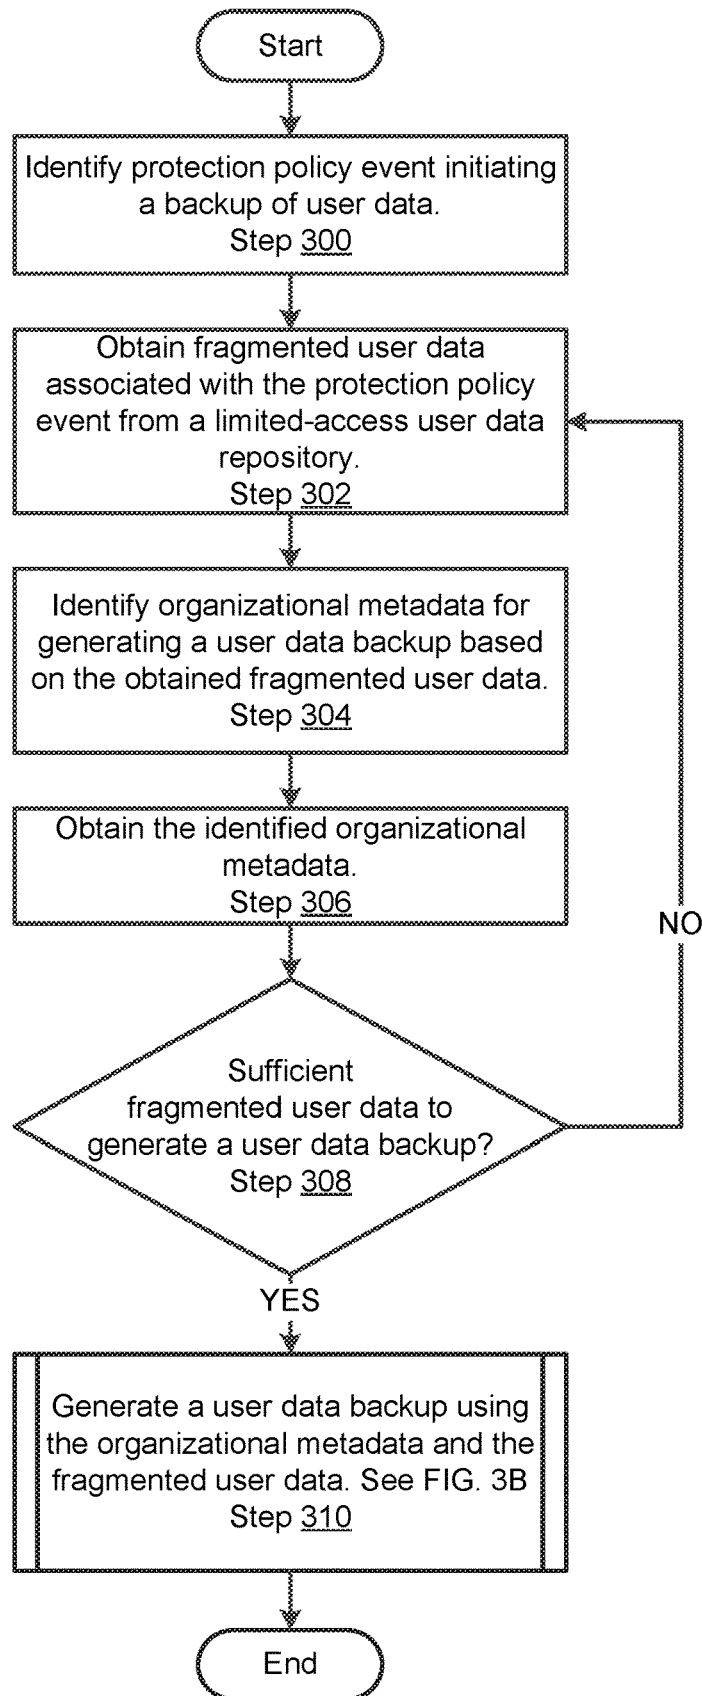 Start
Identify protection policy event initiating
a backup of user data.
Step 300
Obtain fragmented user data
associated with the protection policy
event from a limited-access user data
repository.
Step 302
Identify organizational metadata for
generating a user data backup based
on the obtained fragmented user data.
Step 304
Obtain the identified organizational
metadata.
Step 306
NO
Sufficient
fragmented user data to
generate a user data backup?
Step 308
YES
Generate a user data backup using
the organizational metadata and the
fragmented user data. See FIG. 3B
Step 310
End